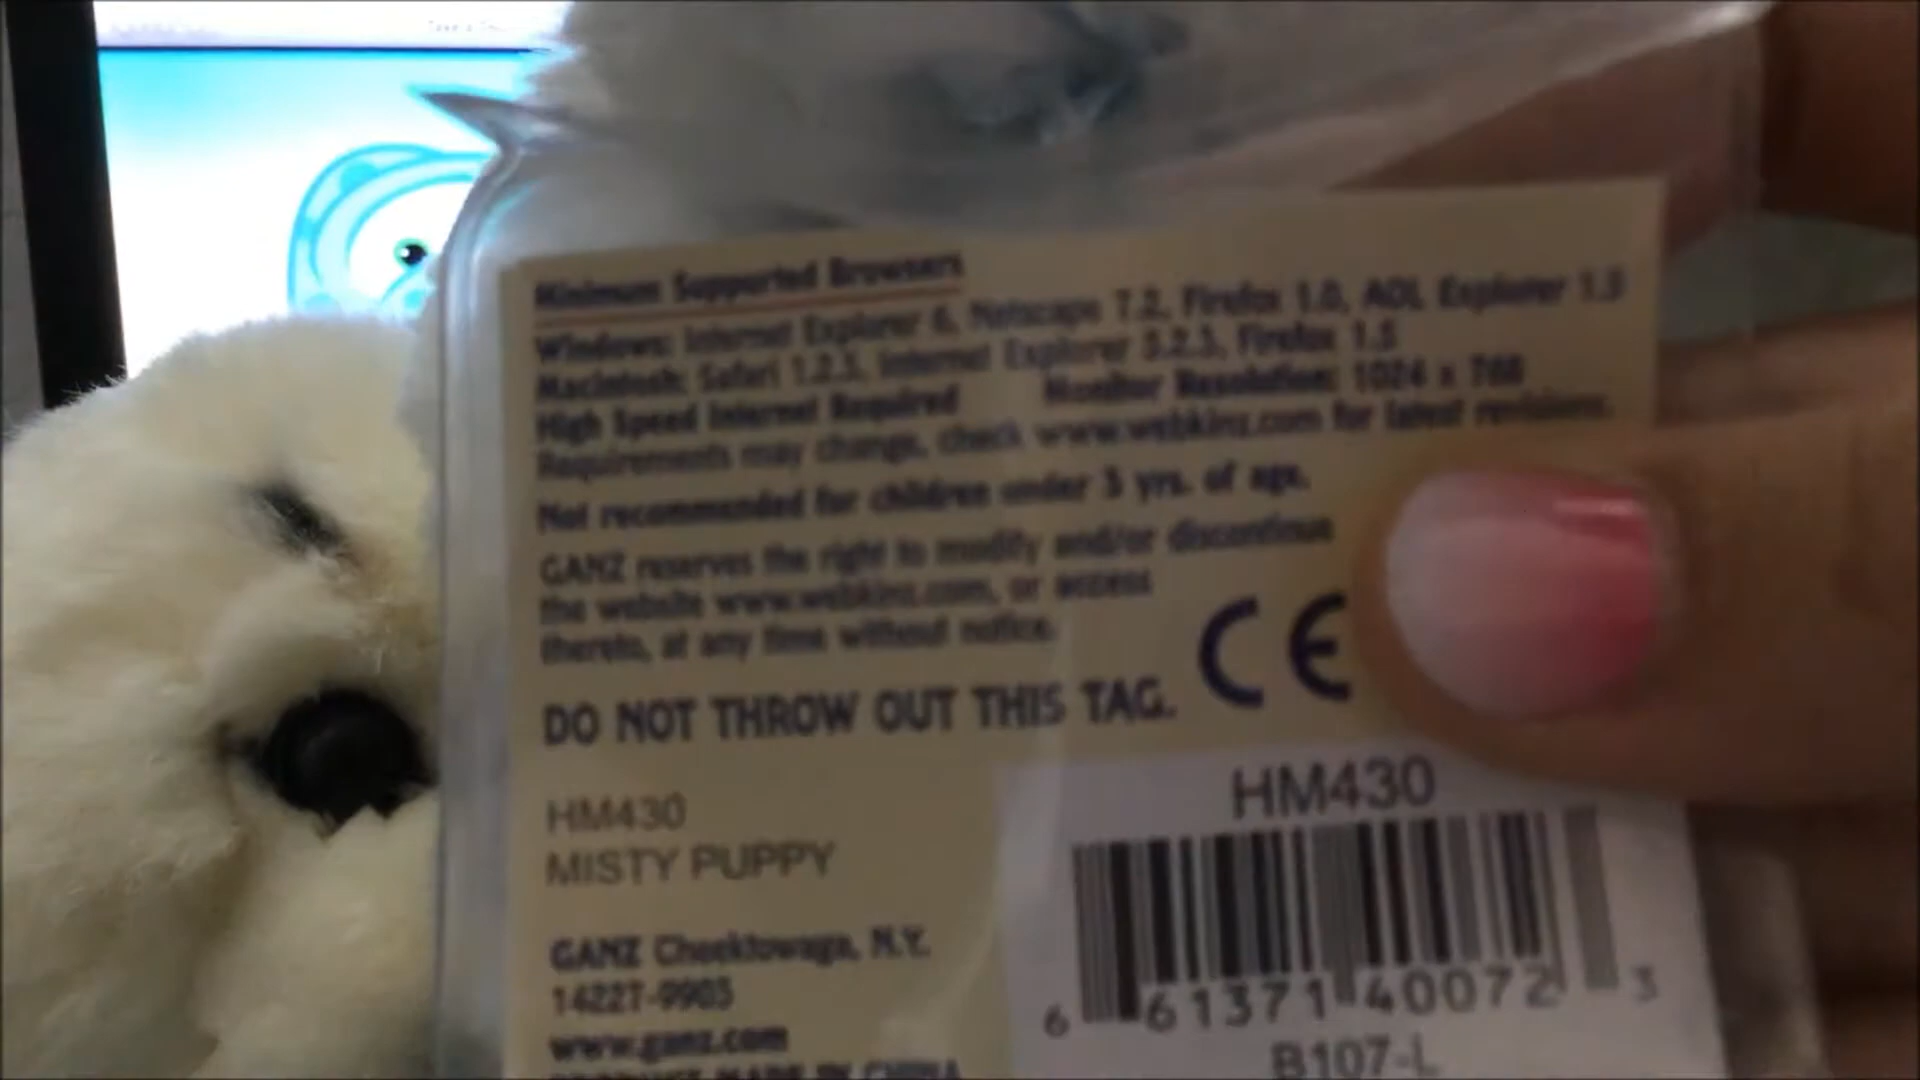 Minimum Supported Browsers
Windows: Internet Explorer 6, Netscape 7.2, Firefox 1.0, AOL Explorer 1.5
Macintosh: Safari 1.2.3, Internet Explorer 5.2.3, Firefox 1.5
High Speed Internet Required Monitor Resolution: 1024 x 768
Requirements may change, check www.webkinz.com for latest revisions.
Not recommended for children under 3 yrs. of age.
GANZ reserves the right to modify and/or discontinue
the website www.webkinz.com, or access
thereto, at any time without notice.
DO NOT THROW OUT THIS TAG. CE
HM430
MISTY PUPPY
GANZ Cheektowaga, N.Y.
14227-9985
www.ganz.com
PRODUCT MADE IN CHINA
HM430
6 61371 40072 3
B107-L